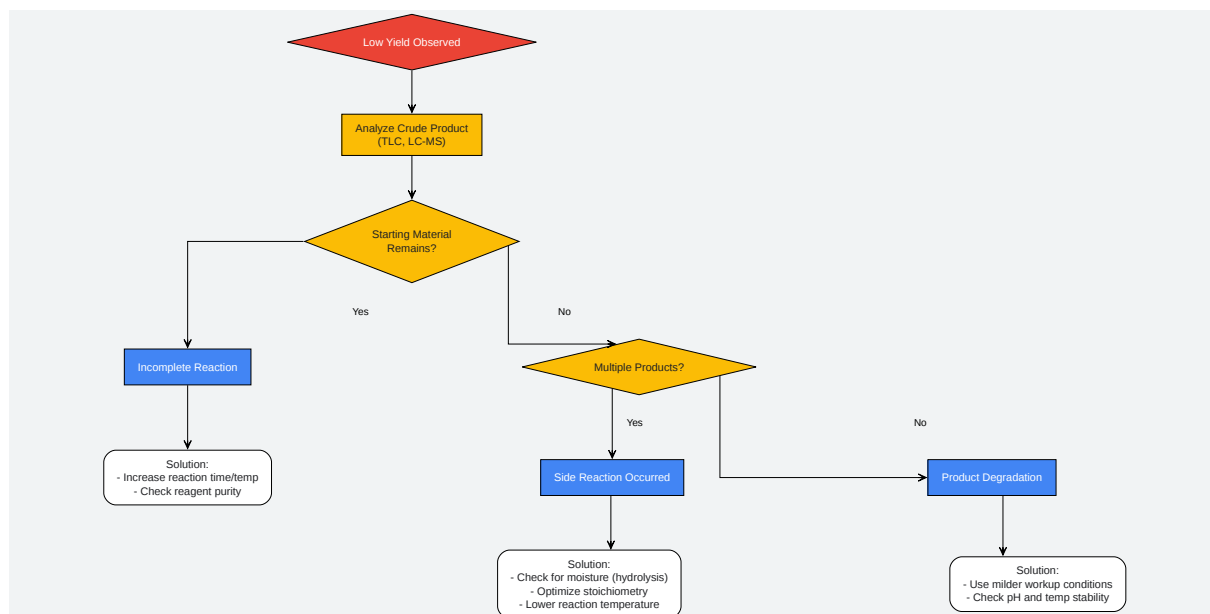 Low Yield Observed
Analyze Crude Product
(TLC, LC-MS)
Starting Material
Remains?
Yes
No
Incomplete Reaction
Multiple Products?
Yes
No
Solution:
- Increase reaction time/temp
- Check reagent purity
Side Reaction Occurred
Product Degradation
Solution:
- Check for moisture (hydrolysis)
- Optimize stoichiometry
- Lower reaction temperature
Solution:
- Use milder workup conditions
- Check pH and temp stability